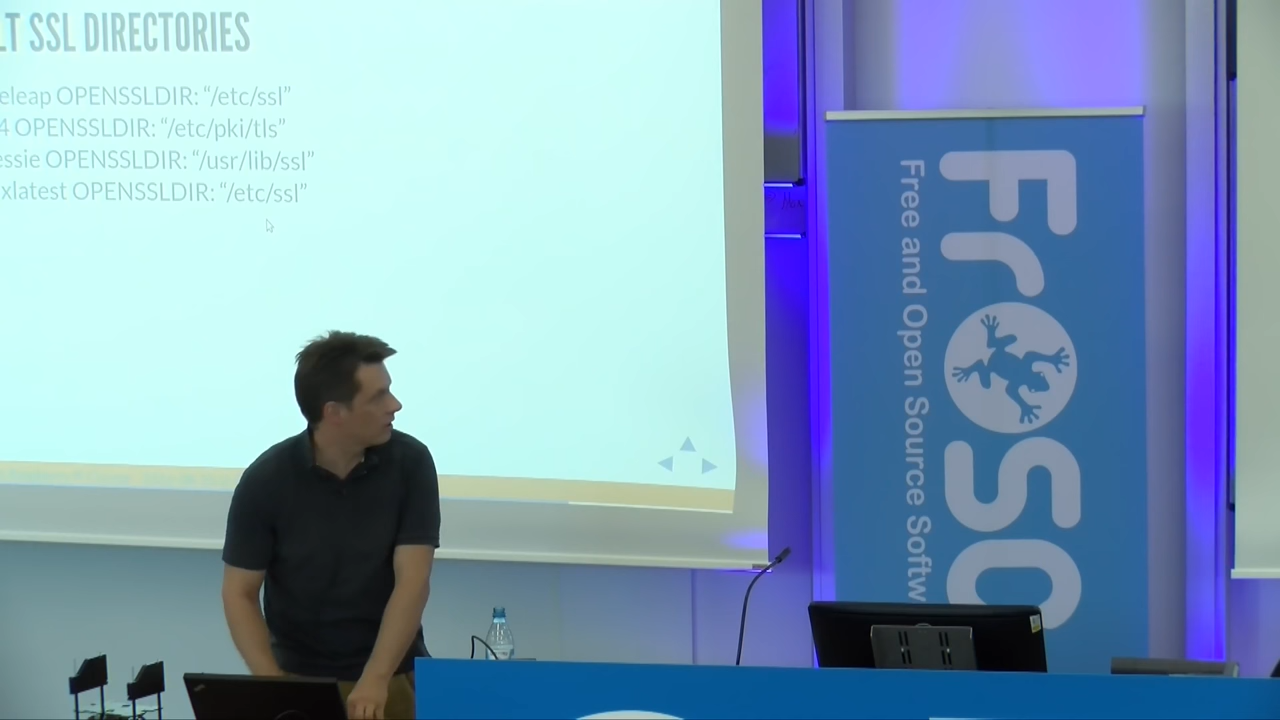 LT SSL DIRECTORIES
eleap OPENSSLDIR: “/etc/ssl”
4 OPENSSLDIR: “/etc/pki/tls”
essie OPENSSLDIR: “/usr/lib/ssl”
xlatest OPENSSLDIR: “/etc/ssl”
FrOSC
Free and Open Source Softw